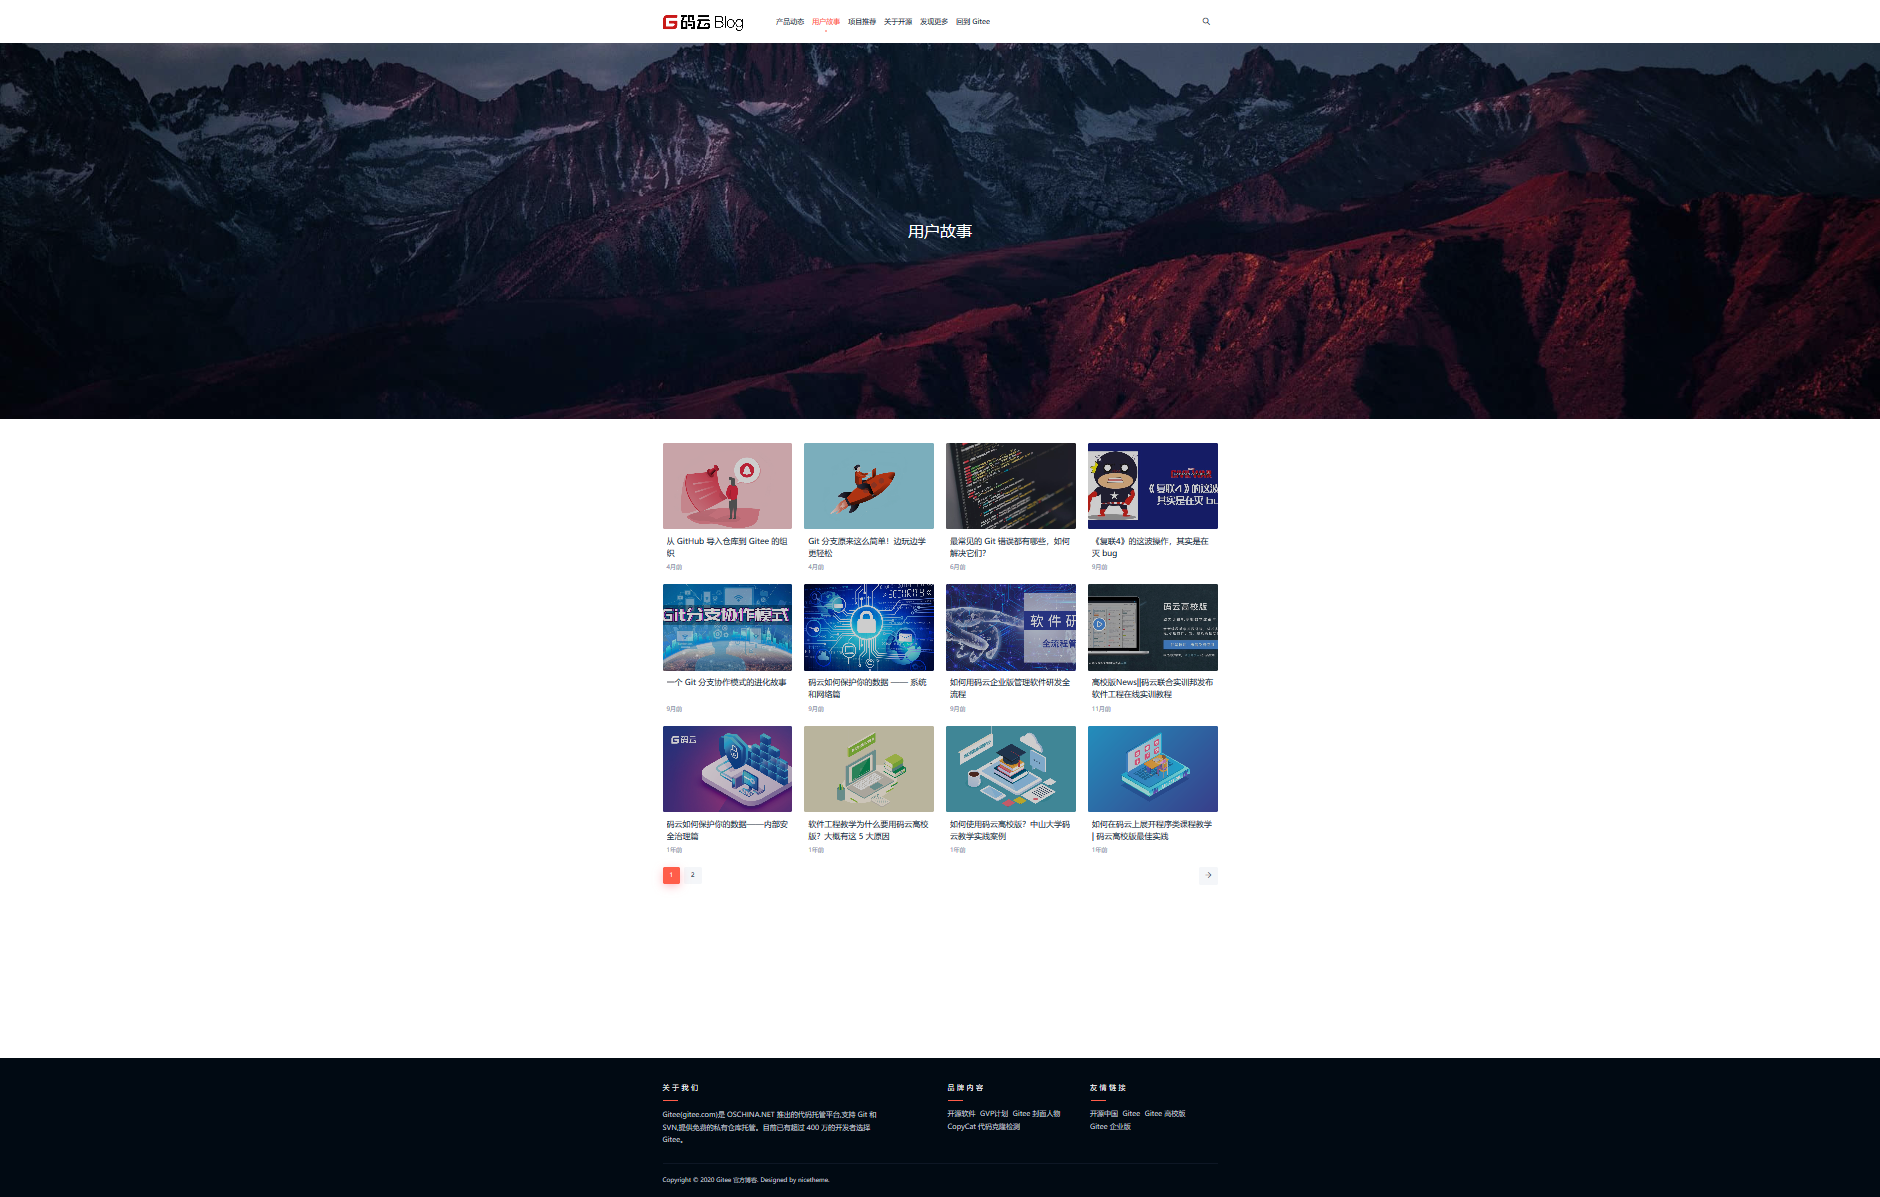 G 码云 Blog
产品动态 用户故事 项目推荐 关于开源 发现更多 回到 Gitee
用户故事
《复联4》的这波
其实是在灭 bu
从 GitHub 导入仓库到 Gitee 的组
织
4月前
Git 分支原来这么简单！边玩边学
更轻松
4月前
最常见的 Git 错误都有哪些，如何
解决它们？
6月前
《复联4》的这波操作，其实是在
灭 bug
9月前
Git分支协作模式
软件研
全流程管
码云高校版
一个 Git 分支协作模式的进化故事
9月前
码云如何保护你的数据 —— 系统
和网络篇
9月前
如何用码云企业版管理软件研发全
流程
9月前
高校版News||码云联合实训邦发布
软件工程在线实训教程
11月前
G码云
码云如何保护你的数据——内部安
全治理篇
1年前
软件工程教学为什么要用码云高校
版？大概有这 5 大原因
1年前
如何使用码云高校版？中山大学码
云教学实践案例
1年前
如何在码云上展开程序类课程教学
| 码云高校版最佳实践
1年前
1 2
关于我们
Gitee(gitee.com)是 OSCHINA.NET 推出的代码托管平台,支持 Git 和
SVN,提供免费的私有仓库托管。目前已有超过 400 万的开发者选择
Gitee。
品牌内容
开源软件 GVP计划 Gitee 封面人物
CopyCat 代码克隆检测
友情链接
开源中国 Gitee Gitee 高校版
Gitee 企业版
Copyright © 2020 Gitee 官方博客. Designed by nicetheme.